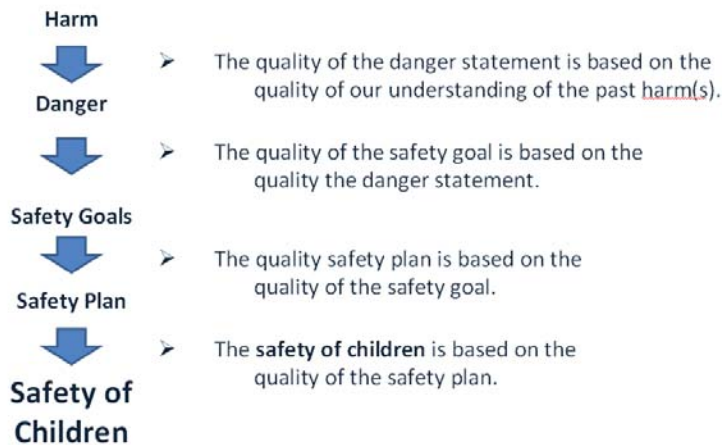 Harm
➤ The quality of the danger statement is based on the
quality of our understanding of the past harm(s).
Danger
➤ The quality of the safety goal is based on the
quality the danger statement.
Safety Goals
➤ The quality safety plan is based on the
quality of the safety goal.
Safety Plan
➤ The safety of children is based on the
quality of the safety plan.
Safety of
Children